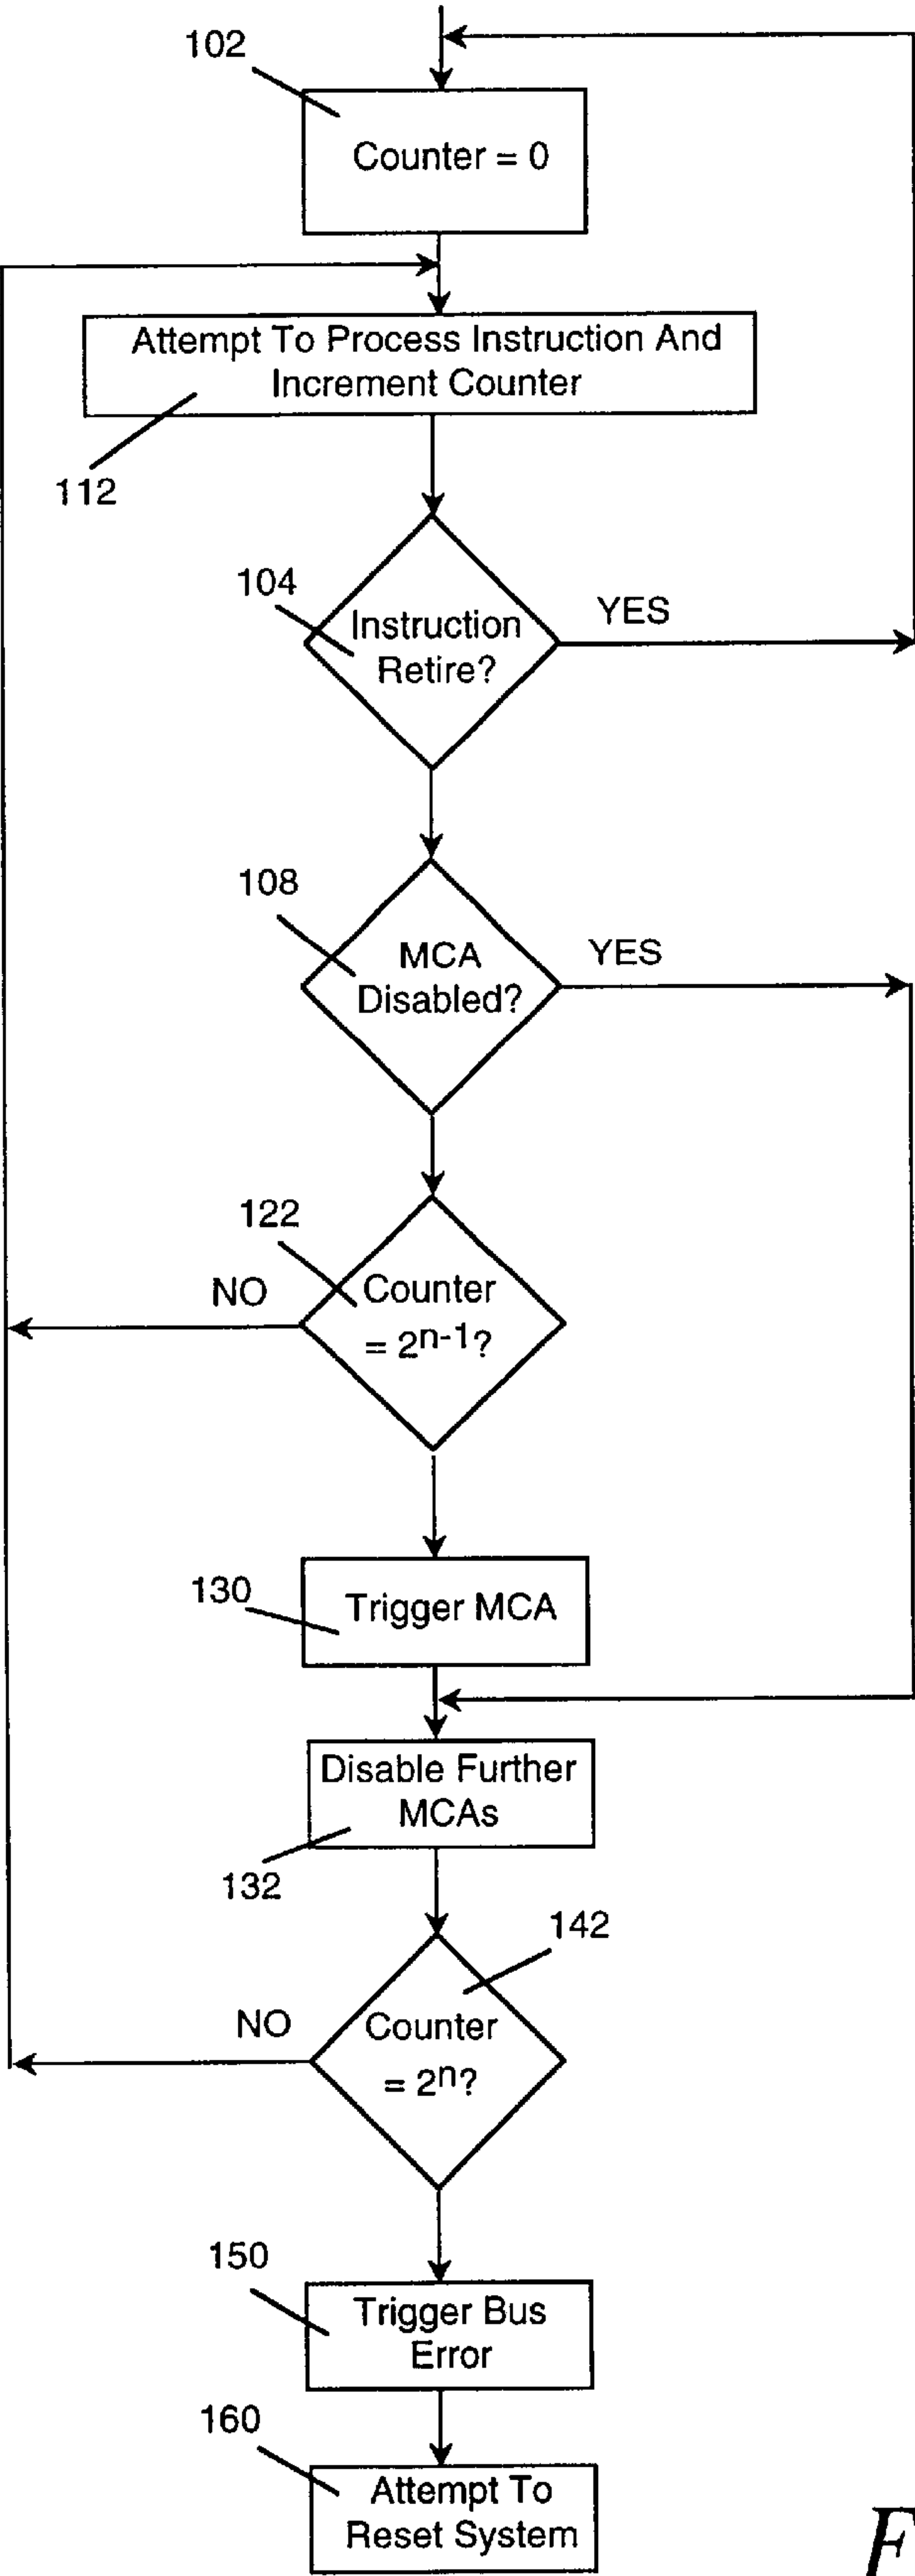 102
Counter = 0
Attempt To Process Instruction And
Increment Counter
112
104
Instruction
Retire?
YES
108
MCA
Disabled?
YES
122
Counter
= 2^n-1?
NO
130
Trigger MCA
Disable Further
MCAs
132
142
Counter
= 2^n?
NO
150
Trigger Bus
Error
160
Attempt To
Reset System
F